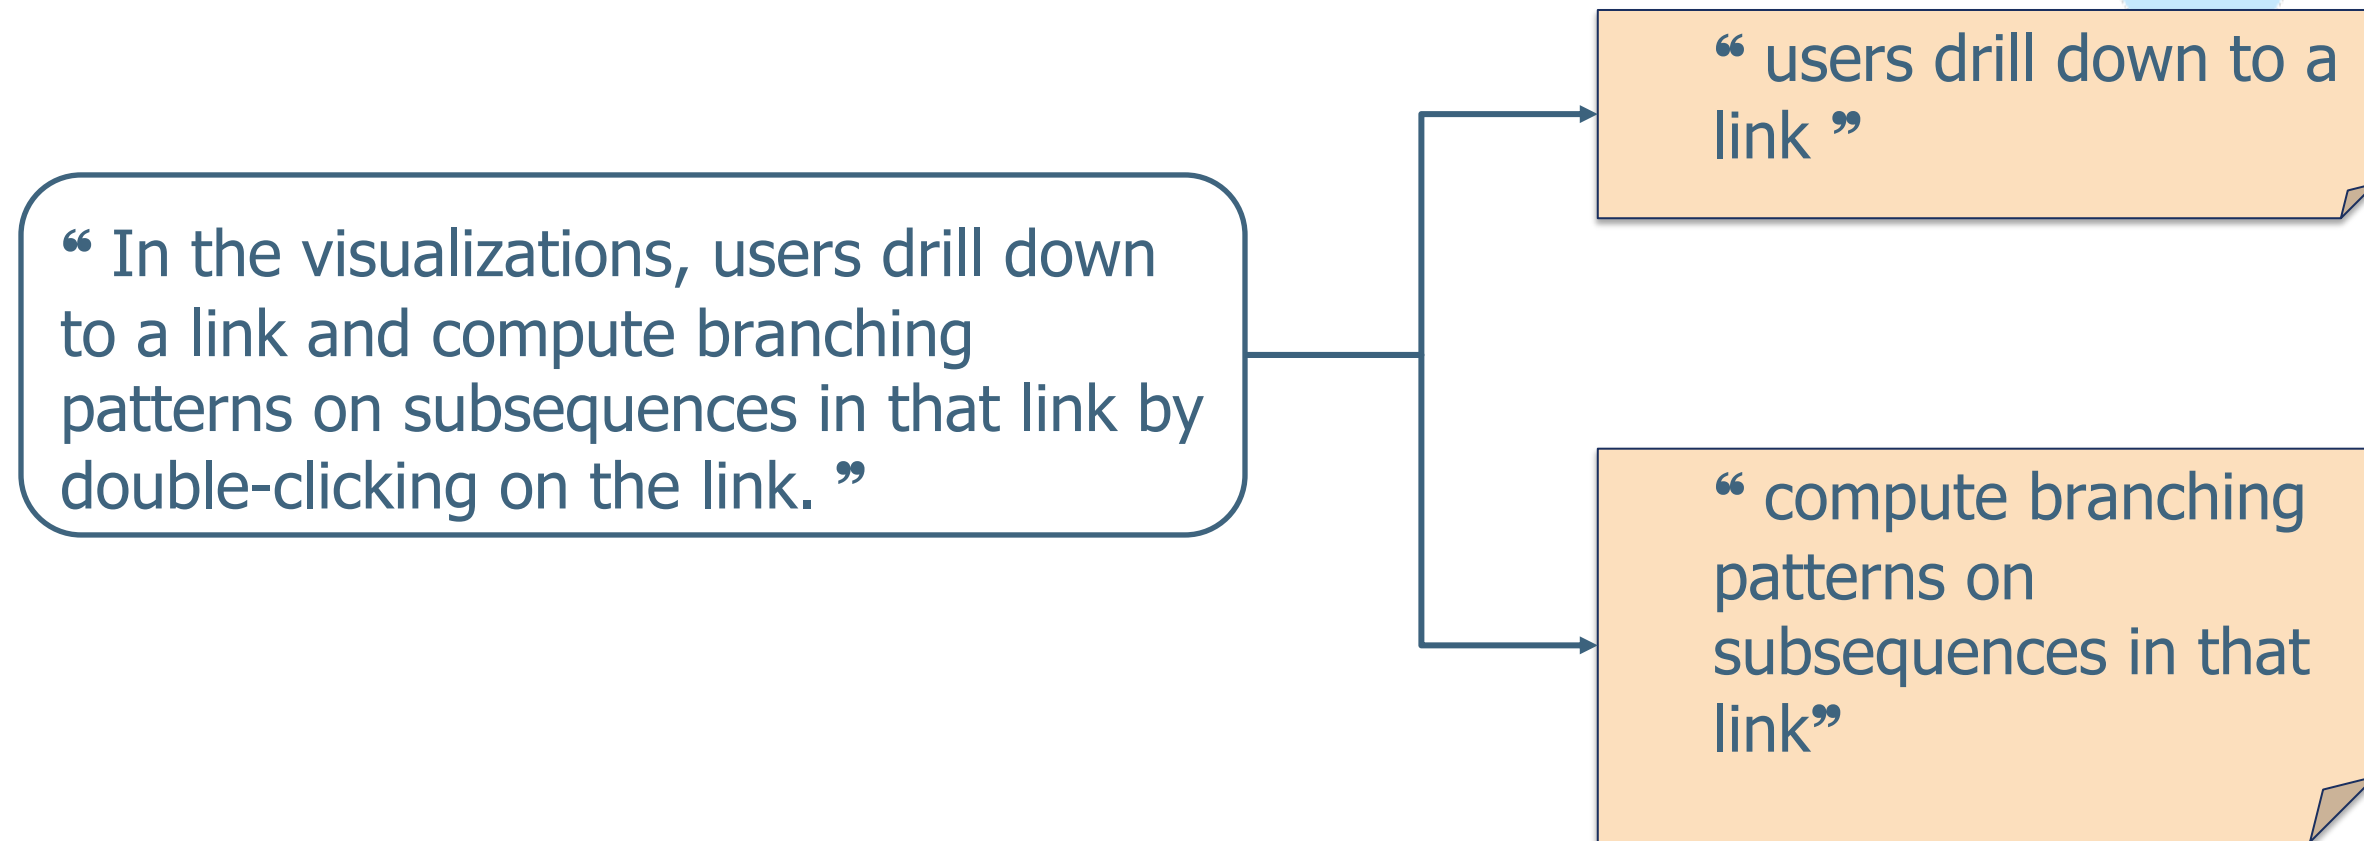 ❝ In the visualizations, users drill down
to a link and compute branching
patterns on subsequences in that link by
double-clicking on the link. ❞
❝ users drill down to a
link ❞
❝ compute branching
patterns on
subsequences in that
link❞